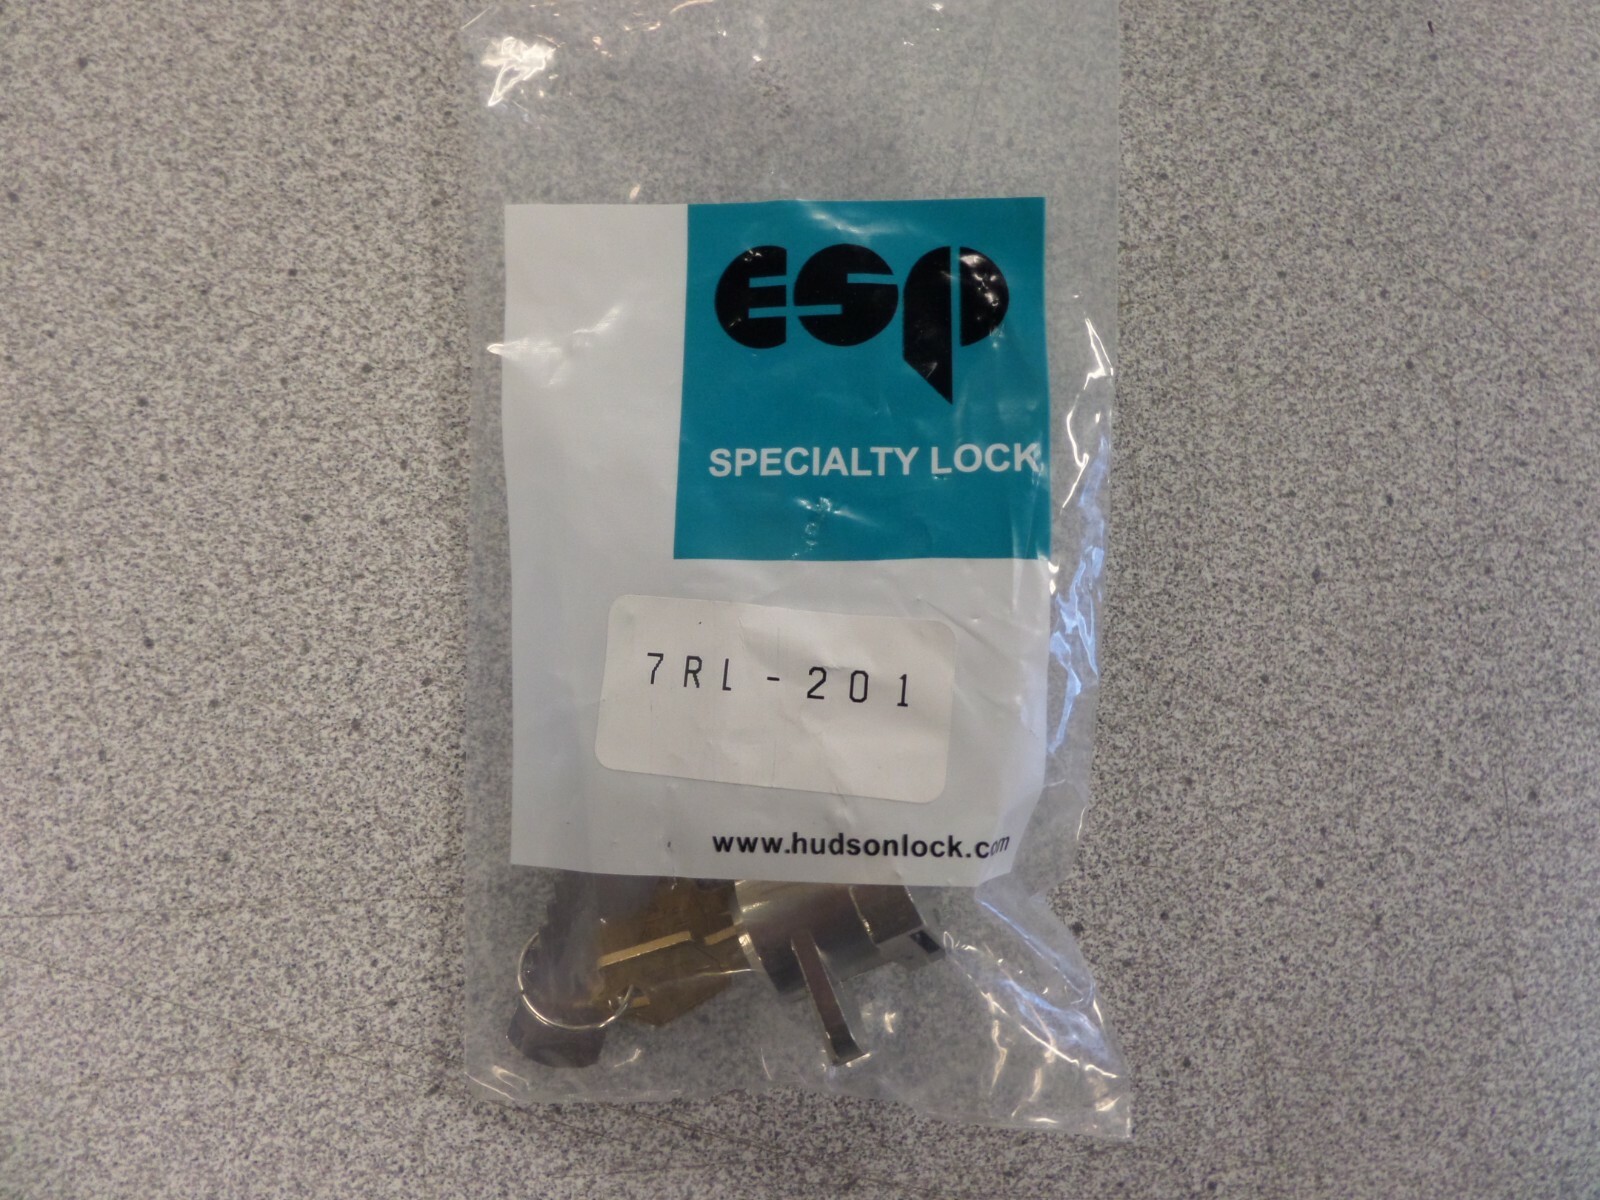 esp
SPECIALTY LOCK
7RL-201
www.hudsonlock.com